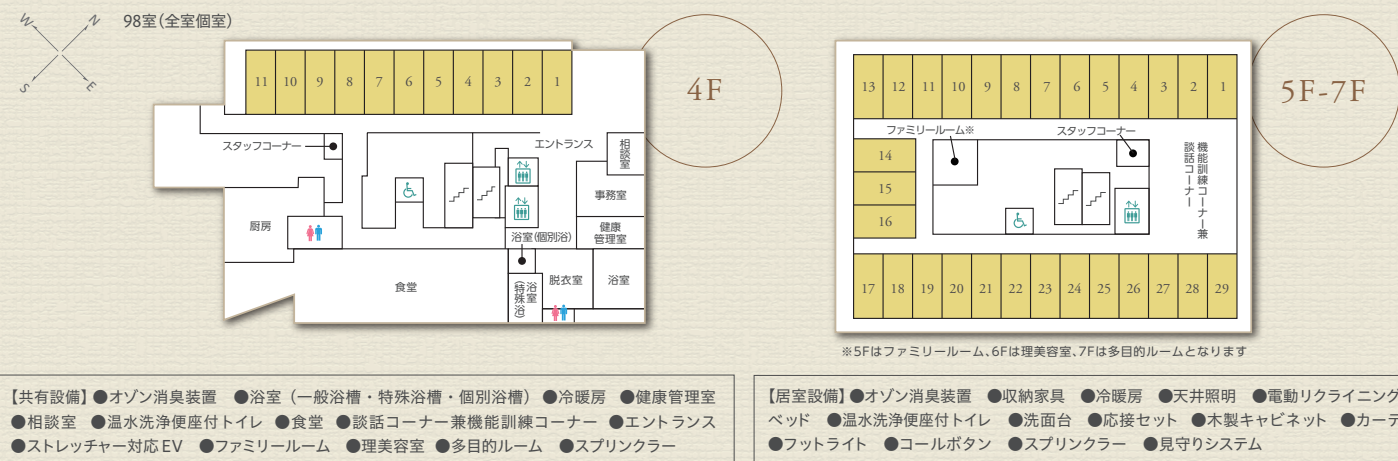 W
N
S
E
98室(全室個室)
11 10 9 8 7 6 5 4 3 2 1
スタッフコーナー
エントランス
相談室
事務室
厨房
健康
管理室
浴室(個別浴)
食堂
浴室
(特殊浴)
脱衣室
浴室
4F
13 12 11 10 9 8 7 6 5 4 3 2 1
ファミリールーム※
スタッフコーナー
14
15
16
機能訓練コーナー兼
談話コーナー
17 18 19 20 21 22 23 24 25 26 27 28 29
5F-7F
※5Fはファミリールーム、6Fは理美容室、7Fは多目的ルームとなります
【共有設備】●オゾン消臭装置 ●浴室(一般浴槽・特殊浴槽・個別浴槽) ●冷暖房 ●健康管理室
●相談室 ●温水洗浄便座付トイレ ●食堂 ●談話コーナー兼機能訓練コーナー ●エントランス
●ストレッチャー対応EV ●ファミリールーム ●理美容室 ●多目的ルーム ●スプリンクラー
【居室設備】●オゾン消臭装置 ●収納家具 ●冷暖房 ●天井照明 ●電動リクライニング
ベッド ●温水洗浄便座付トイレ ●洗面台 ●応接セット ●木製キャビネット ●カーテ
●フットライト ●コールボタン ●スプリンクラー ●見守りシステム